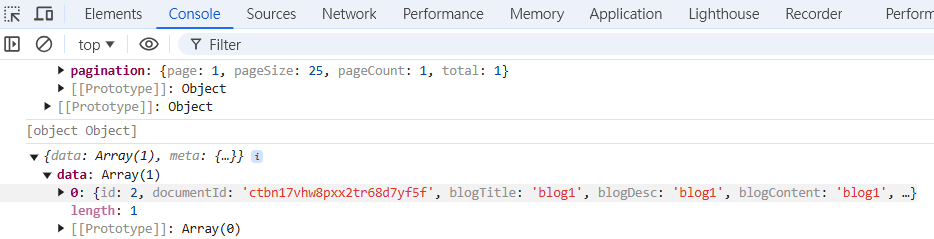 Elements Console Sources Network Performance Memory Application Lighthouse Recorder Perform
top ▼ Filter
▶ pagination: {page: 1, pageSize: 25, pageCount: 1, total: 1}
▶ [[Prototype]]: Object
▶ [[Prototype]]: Object
[object Object]
▼ {data: Array(1), meta: {…}} i
▼ data: Array(1)
▶ 0: {id: 2, documentId: 'ctbn17vhw8pxx2tr68d7yf5f', blogTitle: 'blog1', blogDesc: 'blog1', blogContent: 'blog1', …}
length: 1
▶ [[Prototype]]: Array(0)